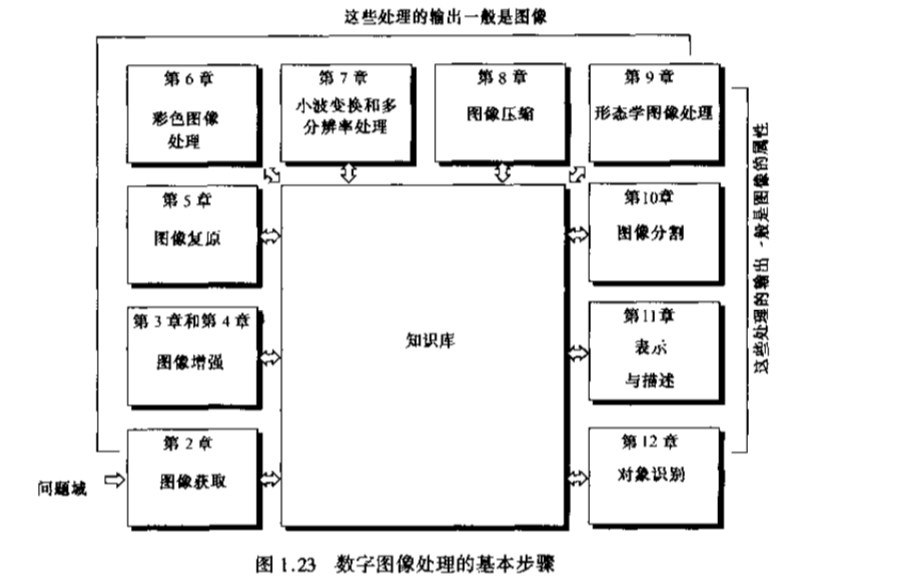 这些处理的输出一般是图像
第6章
彩色图像
处理
第7章
小波变换和多
分辨率处理
第8章
图像压缩
第9章
形态学图像处理
第5章
图像复原
第10章
图像分割
第3章和第4章
图像增强
知识库
第11章
表示
与描述
第2章
图像获取
第12章
对象识别
问题域
这些处理的输出一般是图像的属性
图1.23 数字图像处理的基本步骤